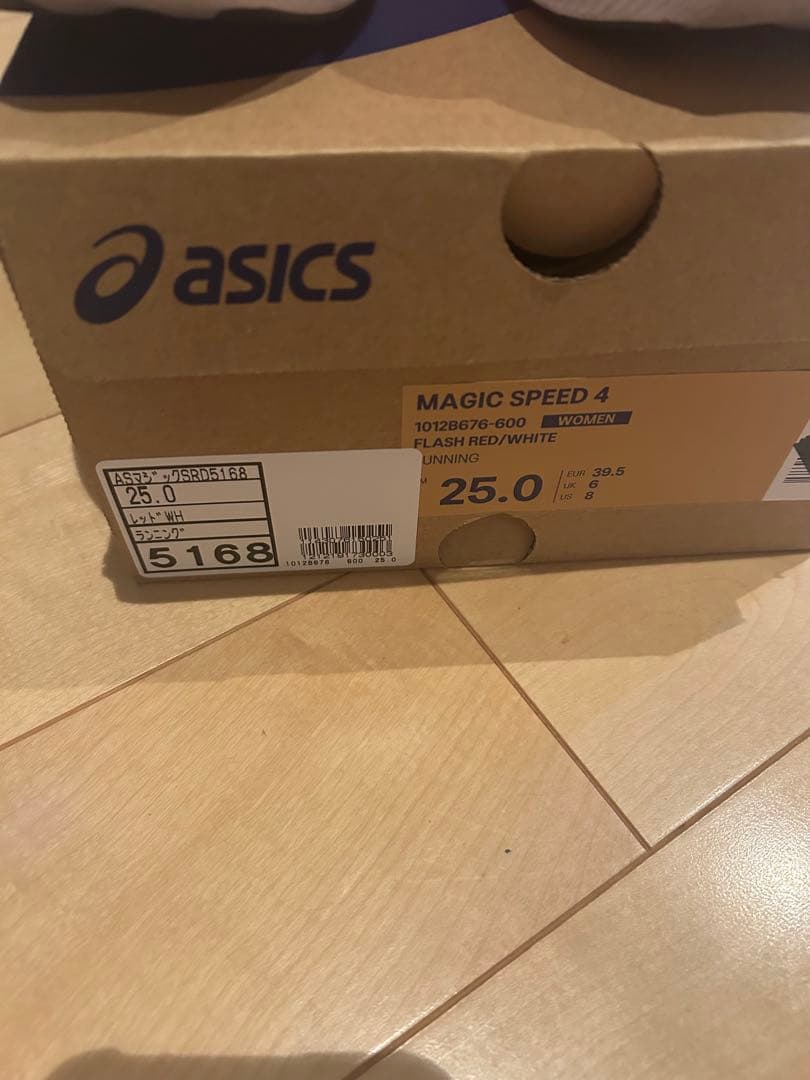 asics
MAGIC SPEED 4
1012B676-600 WOMEN
FLASH RED/WHITE
UNNING
25.0
EUR 39.5
UK 6
US 8
ASマジックSRD5168
25.0
レッドWH
ランニング
5168
1012B676 600 25.0